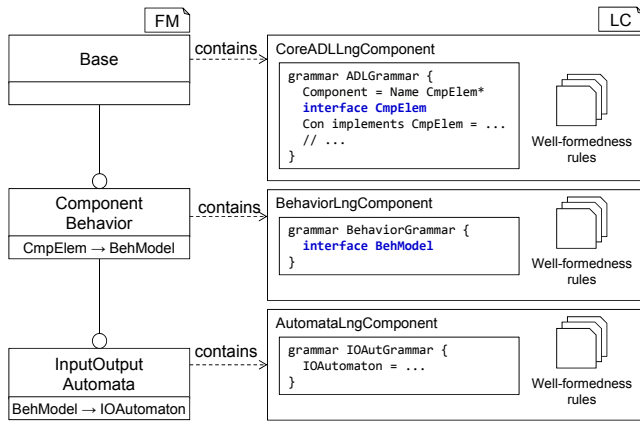 FM
LC
Base
contains
CoreADLLngComponent
grammar ADLGrammar {
Component = Name CmpElem*
interface CmpElem
Con implements CmpElem = ...
// ...
}
Well-formedness
rules
Component
Behavior
CmpElem → BehModel
contains
BehaviorLngComponent
grammar BehaviorGrammar {
interface BehModel
}
Well-formedness
rules
InputOutput
Automata
BehModel → IOAutomaton
contains
AutomataLngComponent
grammar IOAutGrammar {
IOAutomaton = ...
}
Well-formedness
rules